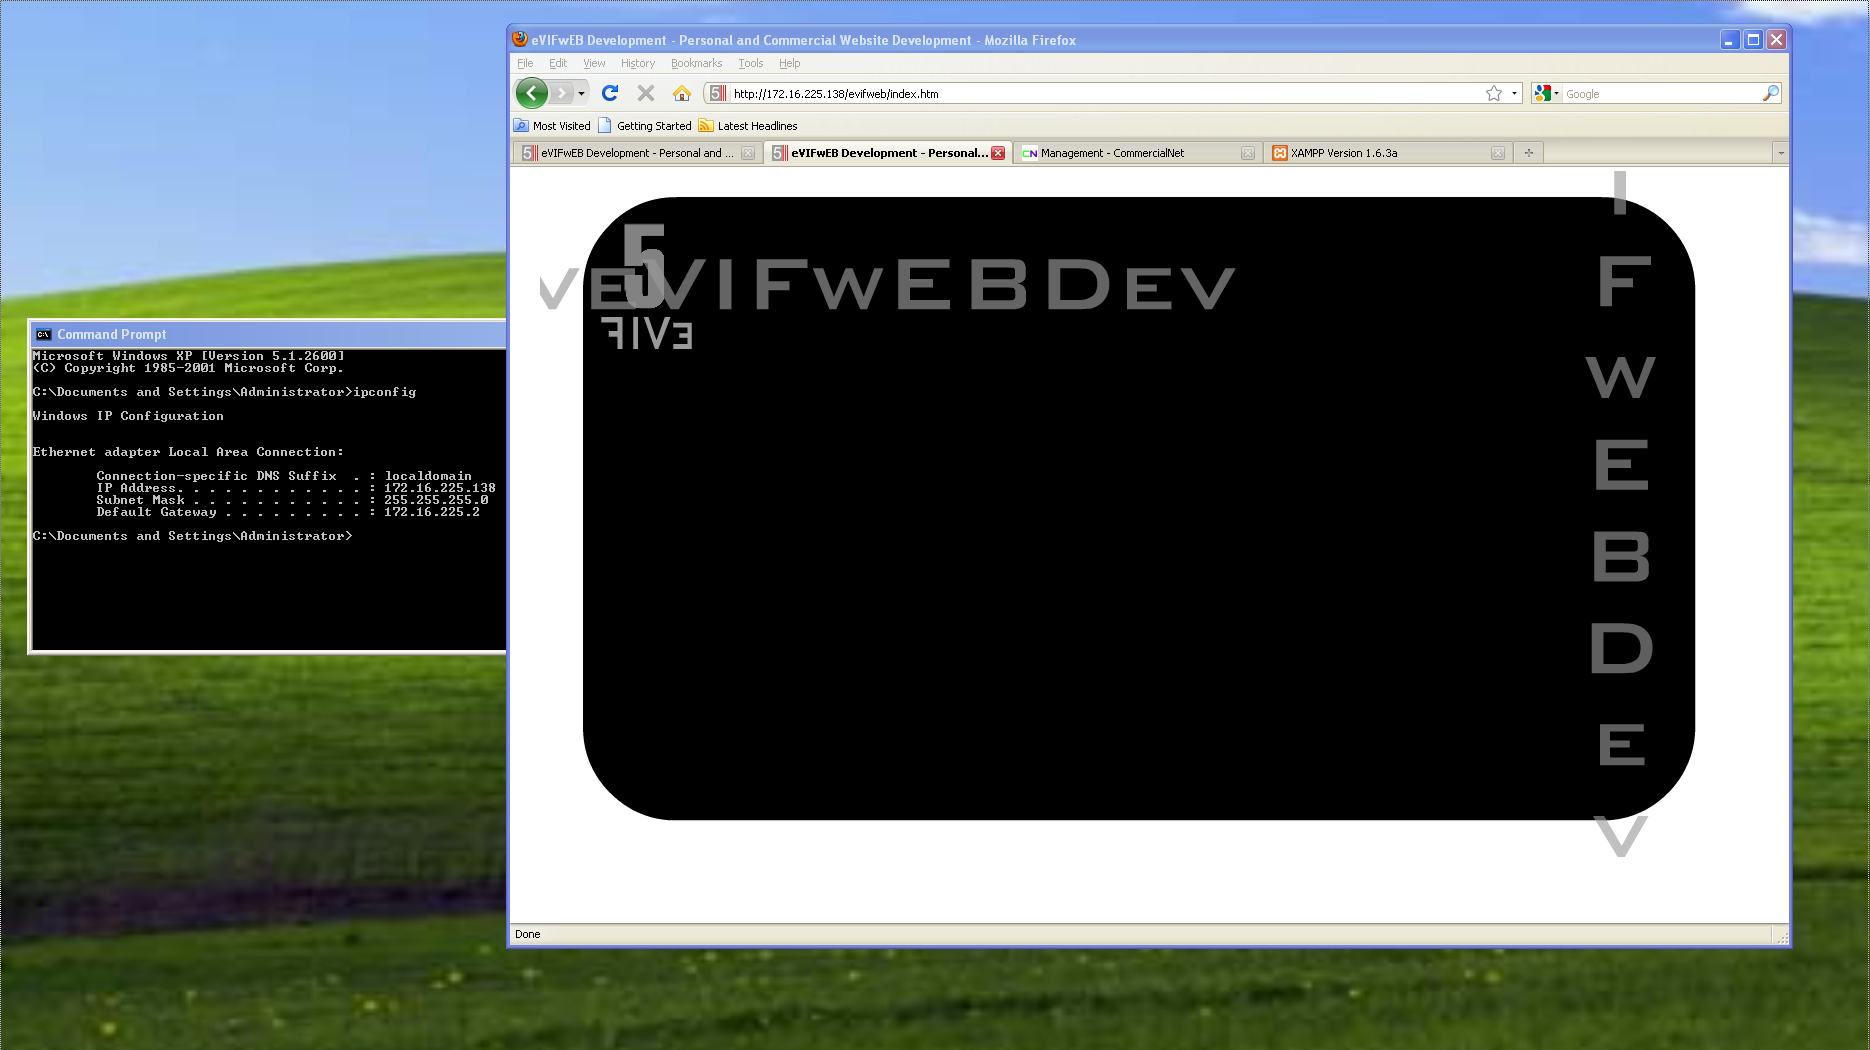 eVIFwEB Development - Personal and Commercial Website Development - Mozilla Firefox
File Edit View History Bookmarks Tools Help
http://172.16.225.138/evifweb/index.htm
Google
Most Visited Getting Started Latest Headlines
5 eVIFwEB Development - Personal and ...
5 eVIFwEB Development - Personal...
CN Management - CommercialNet
XAMPP Version 1.6.3a
5
VeVIFwEBDEV
FIVE
I
F
W
E
B
D
E
V
Done
Command Prompt
Microsoft Windows XP [Version 5.1.2600]
(C) Copyright 1985-2001 Microsoft Corp.
C:\Documents and Settings\Administrator>ipconfig
Windows IP Configuration
Ethernet adapter Local Area Connection:
Connection-specific DNS Suffix . : localdomain
IP Address. . . . . . . . . . . . : 172.16.225.138
Subnet Mask . . . . . . . . . . . : 255.255.255.0
Default Gateway . . . . . . . . . : 172.16.225.2
C:\Documents and Settings\Administrator>